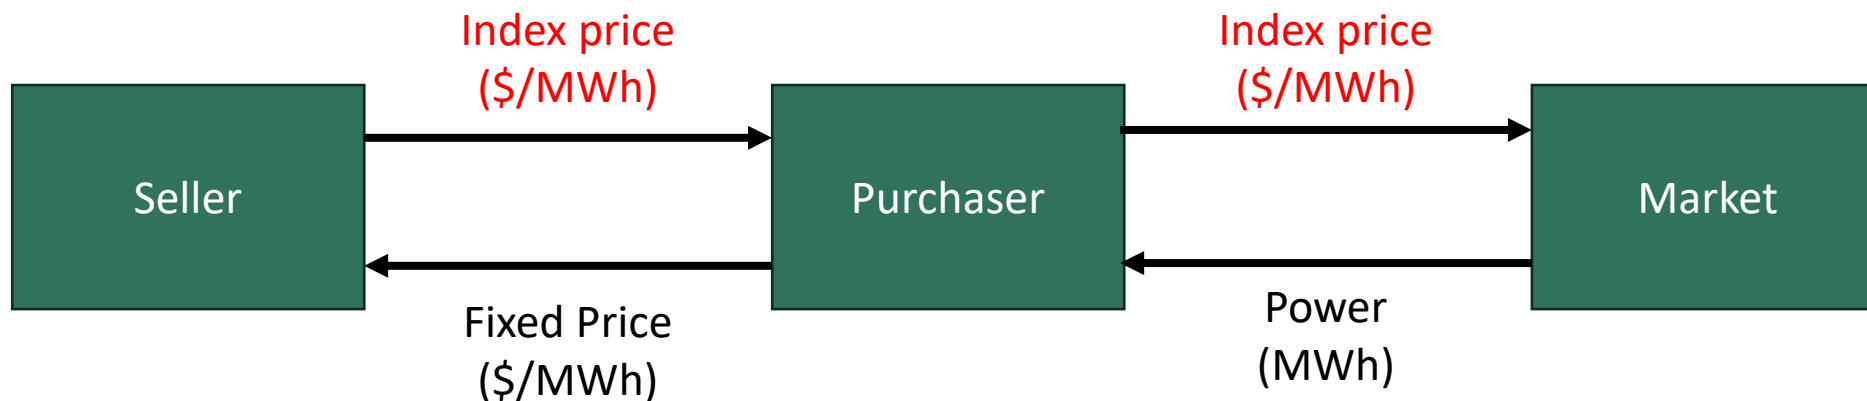 Index price
($/MWh)
Index price
($/MWh)
Seller
Purchaser
Market
Fixed Price
($/MWh)
Power
(MWh)